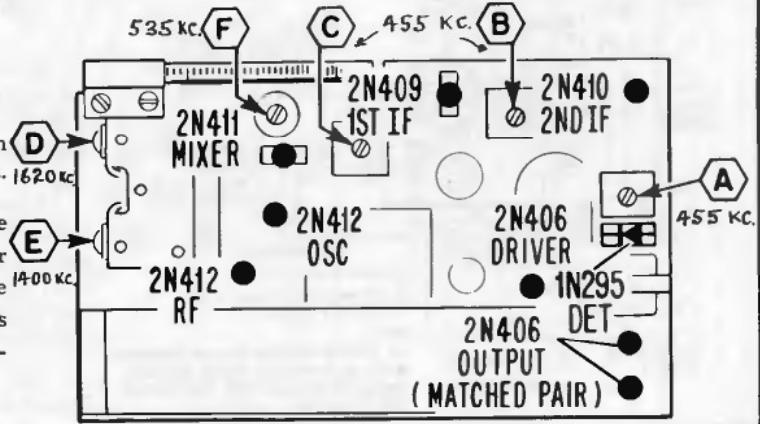 535 KC.
F
C
455 KC.
B
2N409
1ST IF
2N410
2ND IF
2N411
MIXER
D
1620 KC.
A
455 KC.
2N412
OSC
2N406
DRIVER
E
1400 KC.
2N412
RF
1N295
DET
2N406
OUTPUT
(MATCHED PAIR)